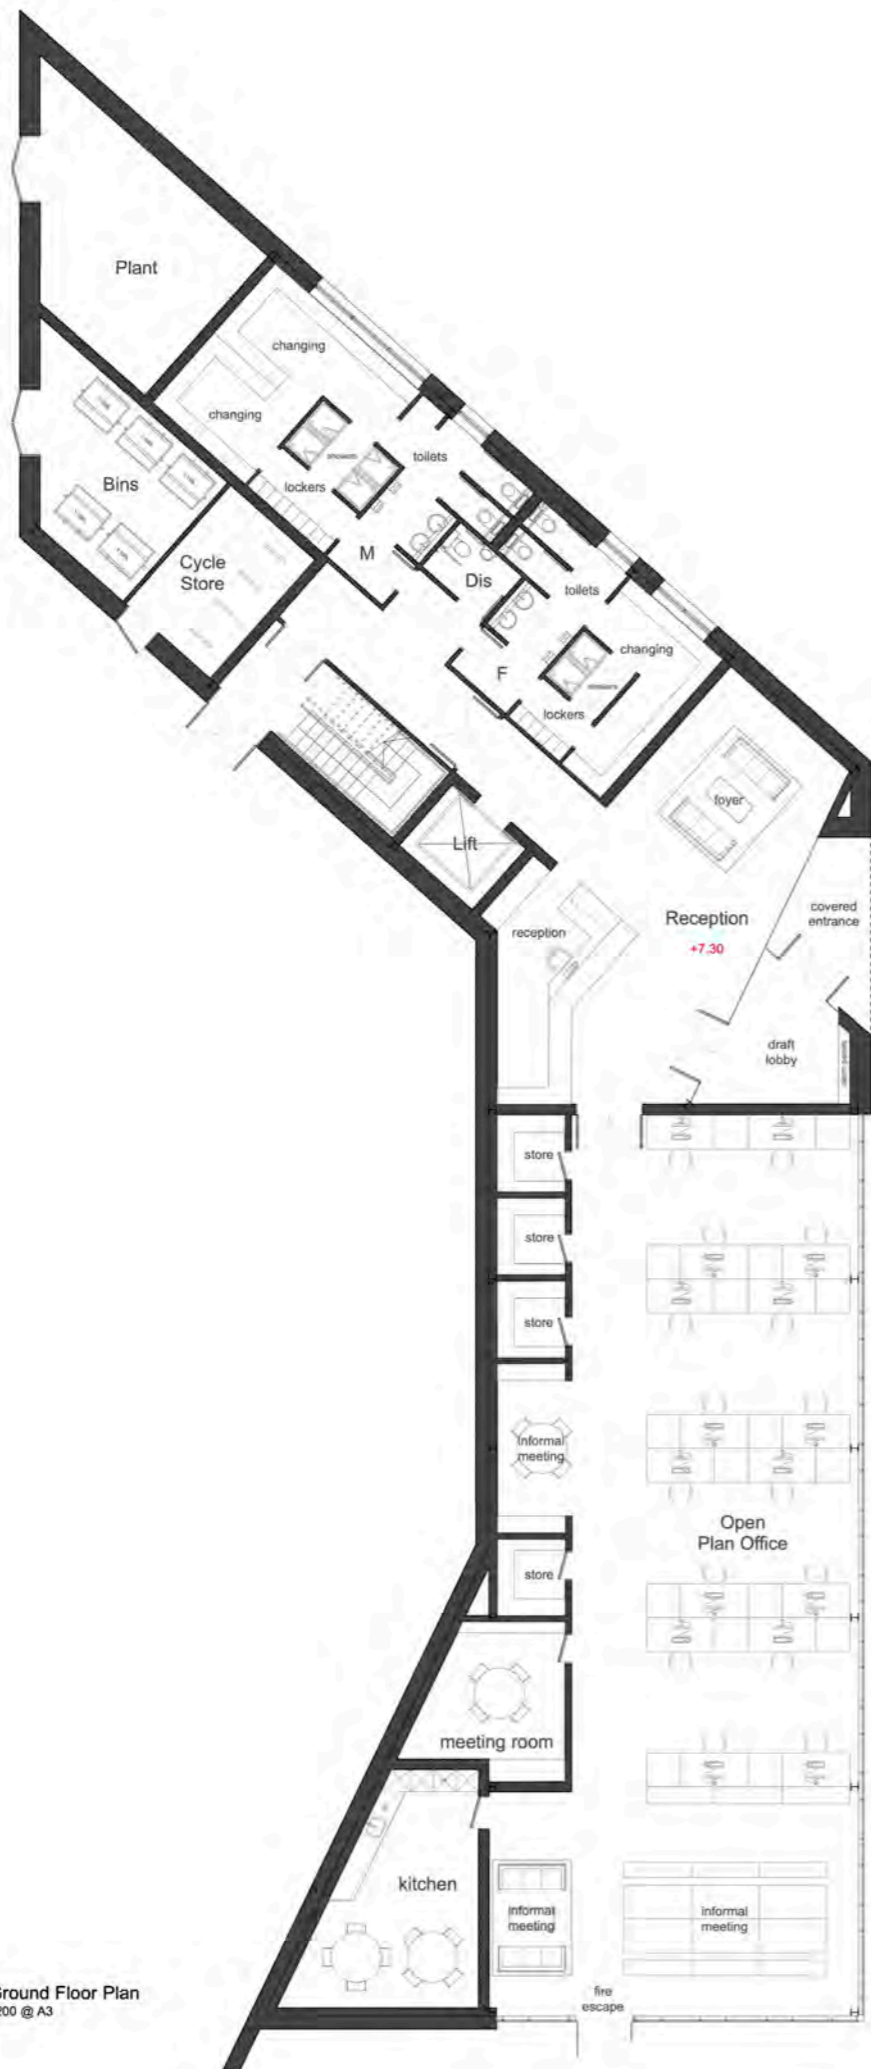 Plant
changing
changing
showers
toilets
lockers
Bins
M
Cycle
Store
Dis
toilets
F
changing
showers
lockers
foyer
Lift
covered
entrance
reception
Reception
+7.30
draft
lobby
store
store
store
informal
meeting
Open
Plan Office
store
meeting room
kitchen
informal
meeting
informal
meeting
fire
escape
Ground Floor Plan
200 @ A3